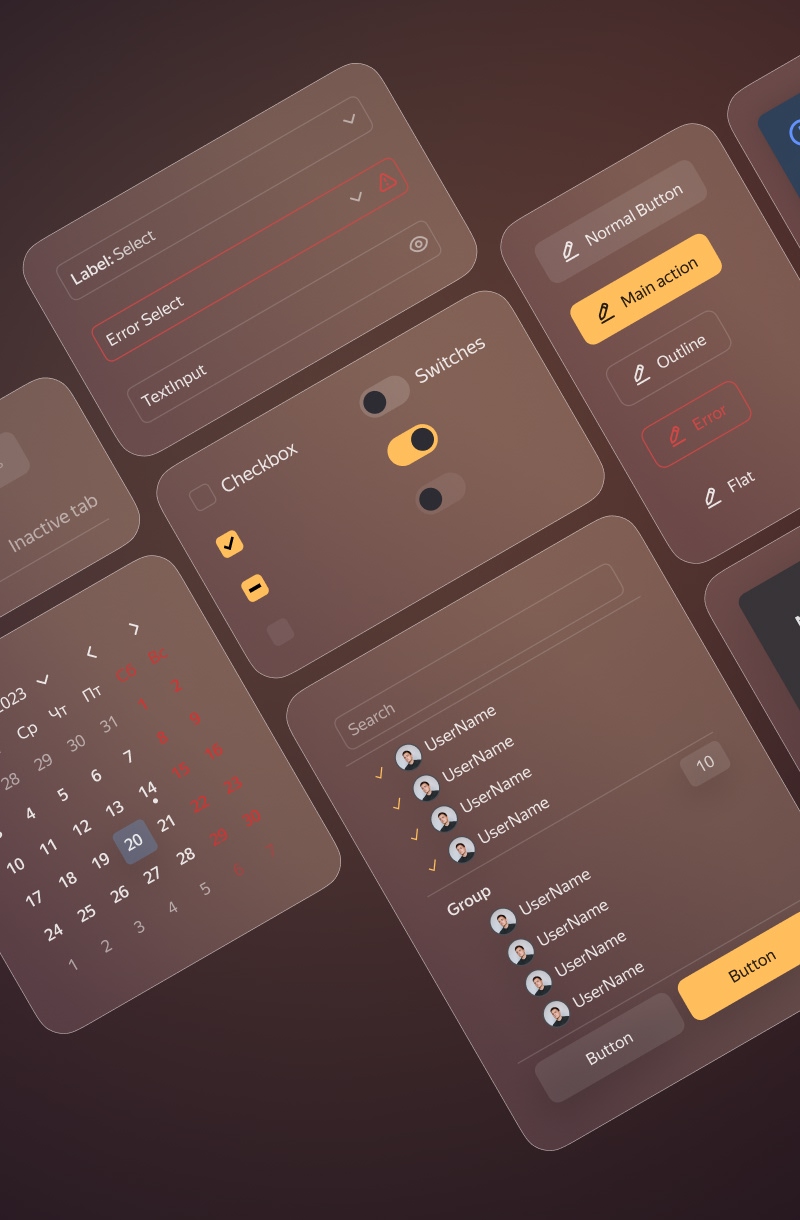 Label: Select
Error Select
TextInput
Normal Button
Main action
Outline
Error
Flat
Switches
Checkbox
Inactive tab
2023
Ср Чт Пт Сб Вс
28 29 30 31 1 2
4 5 6 7 8 9
10 11 12 13 14 15 16
17 18 19 20 21 22 23
24 25 26 27 28 29 30
1 2 3 4 5 6 7
Search
UserName
UserName
UserName
UserName
10
Group
UserName
UserName
UserName
UserName
Button
Button